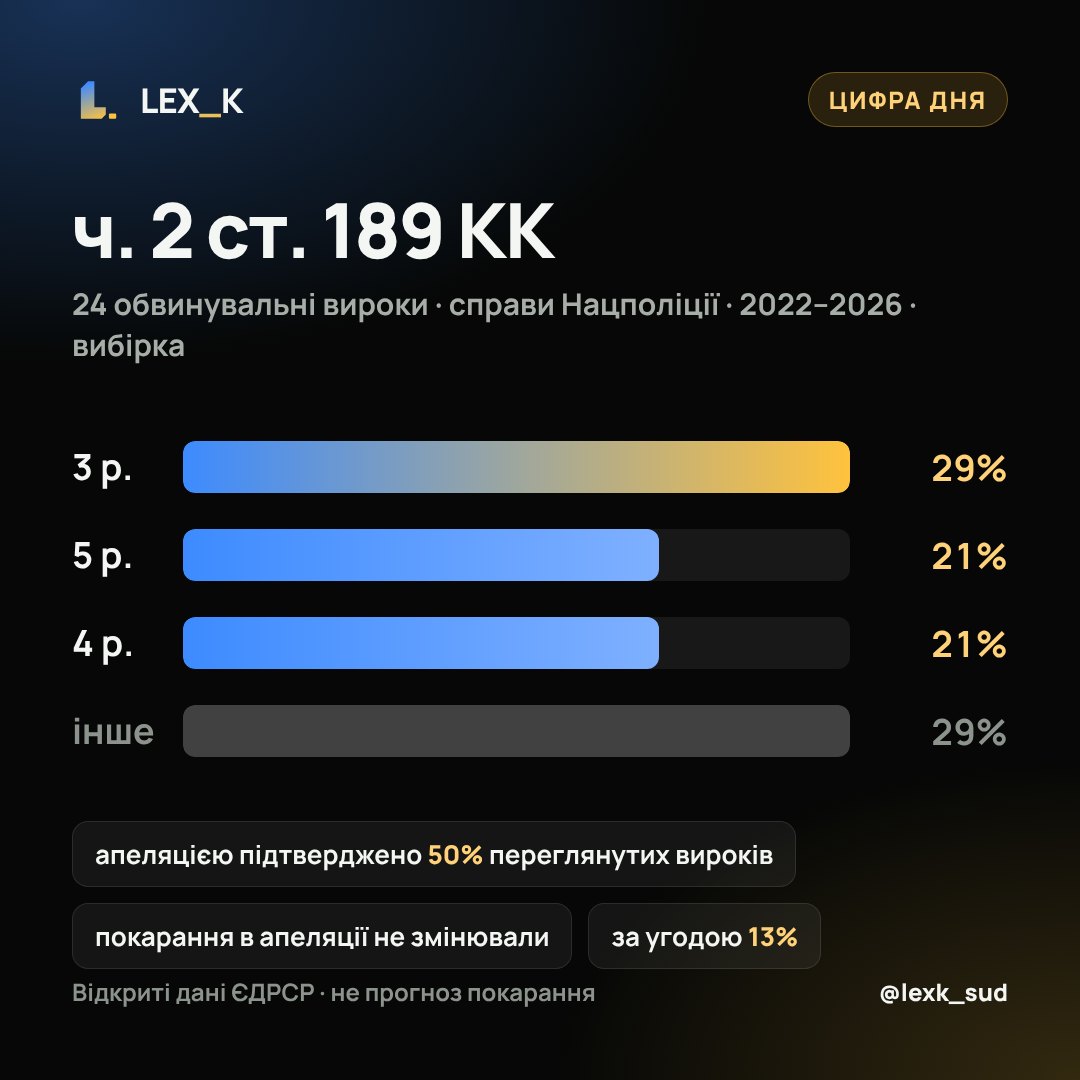 LEX_K
ЦИФРА ДНЯ
ч. 2 ст. 189 КК
24 обвинувальні вироки · справи Нацполіції · 2022–2026 ·
вибірка
3 р. 29%
5 р. 21%
4 р. 21%
інше 29%
апеляцією підтверджено 50% переглянутих вироків
покарання в апеляції не змінювали
за угодою 13%
Відкриті дані ЄДРСР · не прогноз покарання
@lexk_sud